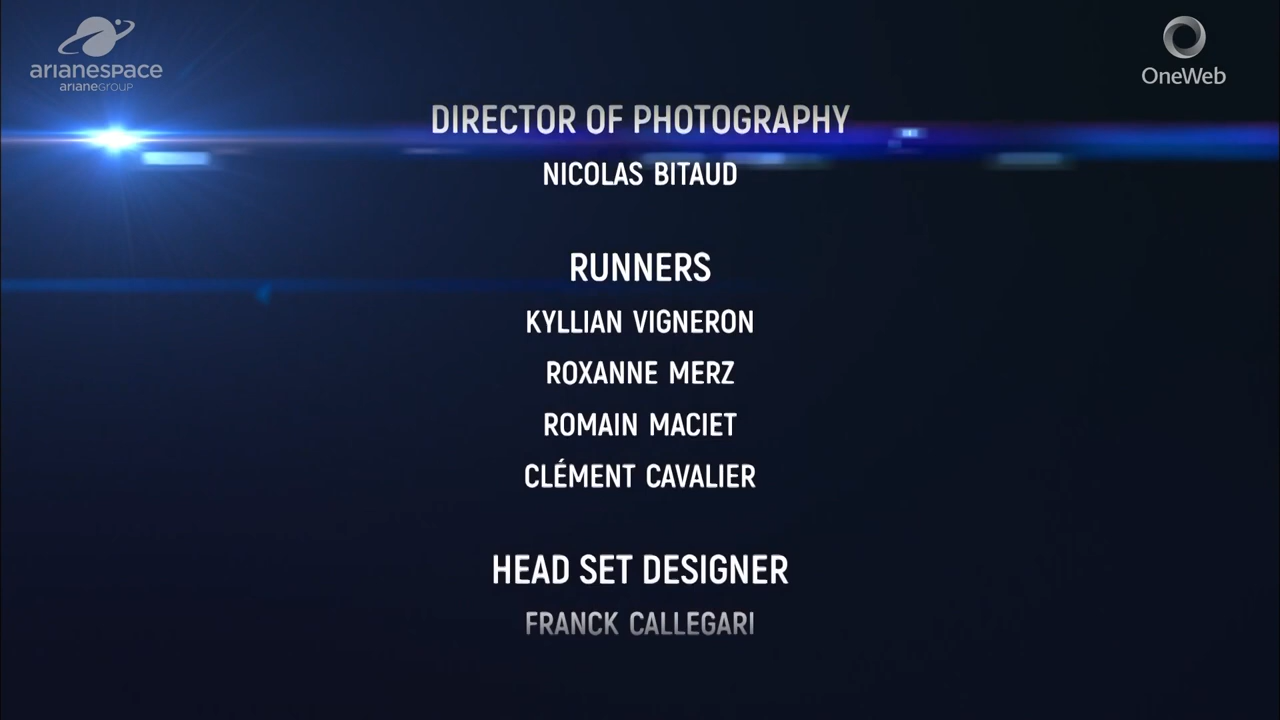 arianespace
arianeGROUP
OneWeb
DIRECTOR OF PHOTOGRAPHY
NICOLAS BITAUD
RUNNERS
KYLLIAN VIGNERON
ROXANNE MERZ
ROMAIN MACIET
CLÉMENT CAVALIER
HEAD SET DESIGNER
FRANCK CALLEGARI